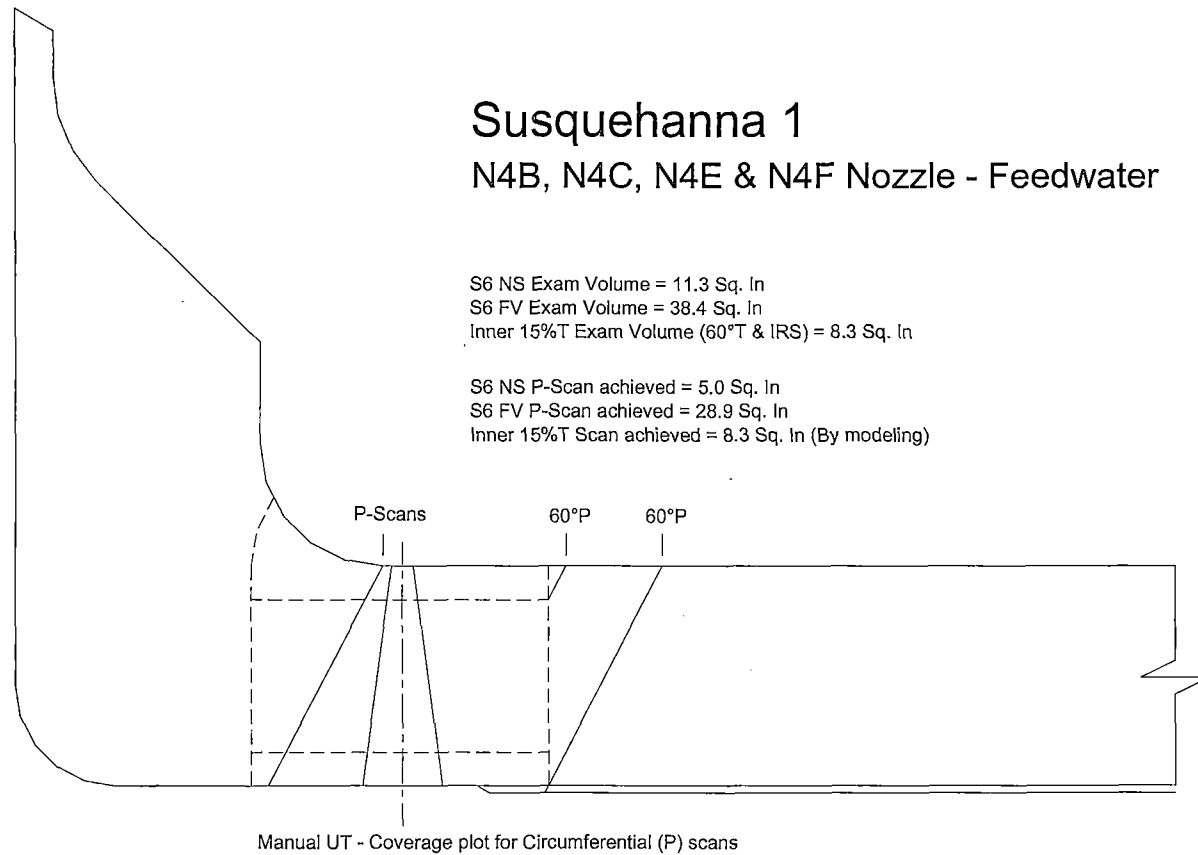 Susquehanna 1
N4B, N4C, N4E & N4F Nozzle - Feedwater
S6 NS Exam Volume = 11.3 Sq. In
S6 FV Exam Volume = 38.4 Sq. In
Inner 15%T Exam Volume (60°T & IRS) = 8.3 Sq. In
S6 NS P-Scan achieved = 5.0 Sq. In
S6 FV P-Scan achieved = 28.9 Sq. In
Inner 15%T Scan achieved = 8.3 Sq. In (By modeling)
P-Scans 60°P 60°P
Manual UT - Coverage plot for Circumferential (P) scans